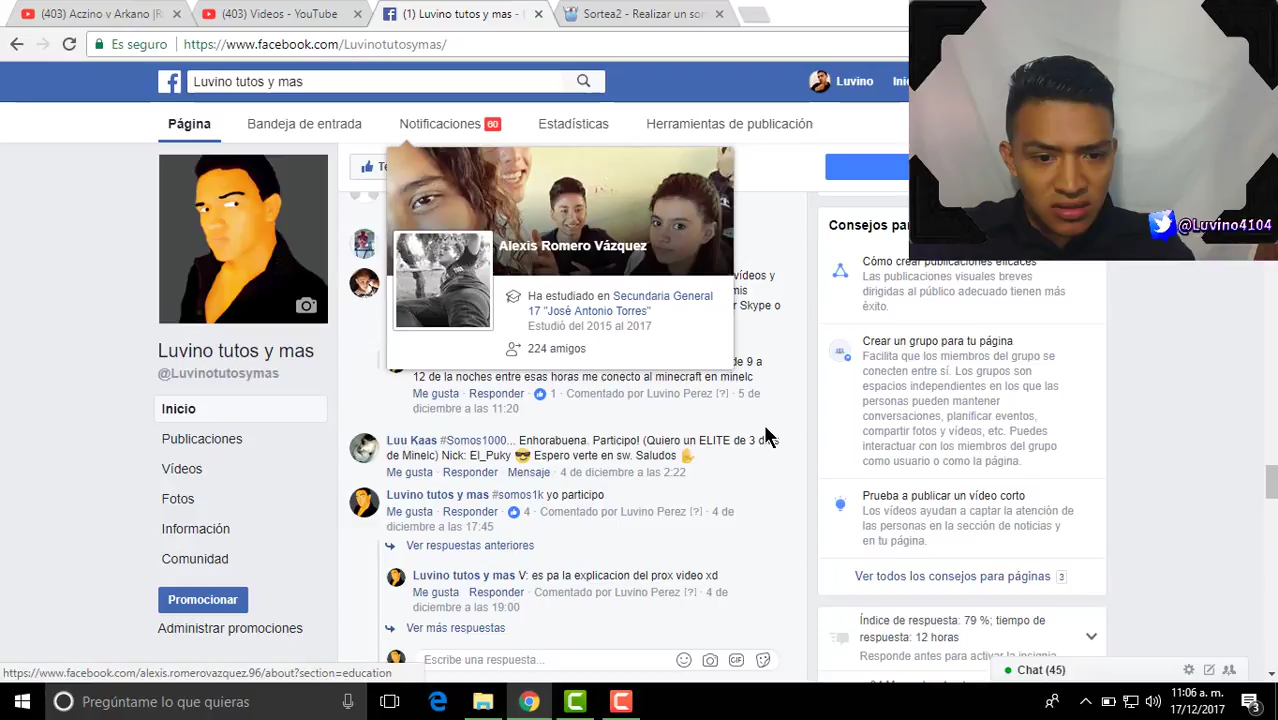 (403) Aczino v Arkano |R
(403) Videos - YouTube
(1) Luvino tutos y mas -
Sortea2 - Realizar un som
Es seguro
https://www.facebook.com/Luvinotutosymas/
Luvino tutos y mas
Luvino
Página
Bandeja de entrada
Notificaciones 60
Estadísticas
Herramientas de publicación
@Luvino4104
Alexis Romero Vázquez
Ha estudiado en Secundaria General
17 "José Antonio Torres"
Estudió del 2015 al 2017
224 amigos
vídeos y
mis
Skype o
de 9 a
12 de la noches entre esas horas me conecto al minecraft en minelc
Me gusta · Responder · 1 · Comentado por Luvino Perez [?] · 5 de
diciembre a las 11:20
Luu Kaas #Somos1000... Enhorabuena. Participo! (Quiero un ELITE de 3
de Minelc) Nick: El_Puky 😎 Espero verte en sw. Saludos ✋
Me gusta · Responder · Mensaje · 4 de diciembre a las 2:22
Luvino tutos y mas #somos1k yo participo
Me gusta · Responder · 4 · Comentado por Luvino Perez [?] · 4 de
diciembre a las 17:45
Ver respuestas anteriores
Luvino tutos y mas V: es pa la explicacion del prox video xd
Me gusta · Responder · Comentado por Luvino Perez [?] · 4 de
diciembre a las 19:00
Ver más respuestas
Escribe una respuesta...
GIF
Luvino tutos y mas
@Luvinotutosymas
Inicio
Publicaciones
Vídeos
Fotos
Información
Comunidad
Promocionar
Administrar promociones
Consejos
Cómo crear publicaciones eficaces
Las publicaciones visuales breves
dirigidas al público adecuado tienen más
éxito.
Crear un grupo para tu página
Facilita que los miembros del grupo se
conecten entre sí. Los grupos son
espacios independientes en los que
las personas pueden mantener
conversaciones, planificar eventos,
compartir fotos y vídeos, etc. Puedes
interactuar con los miembros del grupo
como usuario o como la página.
Prueba a publicar un vídeo corto
Los vídeos ayudan a captar la atención de
las personas en la sección de noticias y
en tu página.
Ver todos los consejos para páginas 3
Índice de respuesta: 79 %; tiempo de
respuesta: 12 horas
Responde antes para activar la insignia
Chat (45)
https://www.facebook.com/alexis.romerovazquez.96/about?section=education
Pregúntame lo que quieras
11:06 a. m.
17/12/2017
3